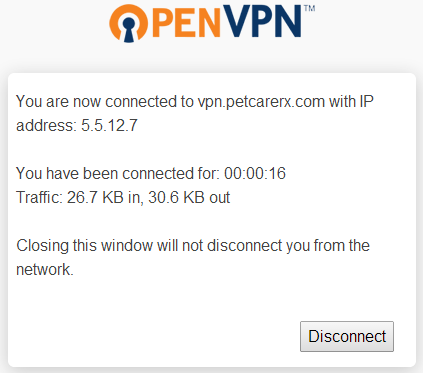 OPENVPN™
You are now connected to vpn.petcarerx.com with IP
address: 5.5.12.7
You have been connected for: 00:00:16
Traffic: 26.7 KB in, 30.6 KB out
Closing this window will not disconnect you from the
network.
Disconnect